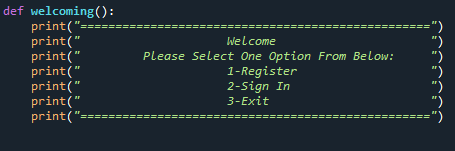 def welcoming():
    print("==================================================")
    print("                     Welcome                      ")
    print("         Please Select One Option From Below:     ")
    print("                     1-Register                   ")
    print("                     2-Sign In                    ")
    print("                     3-Exit                       ")
    print("==================================================")